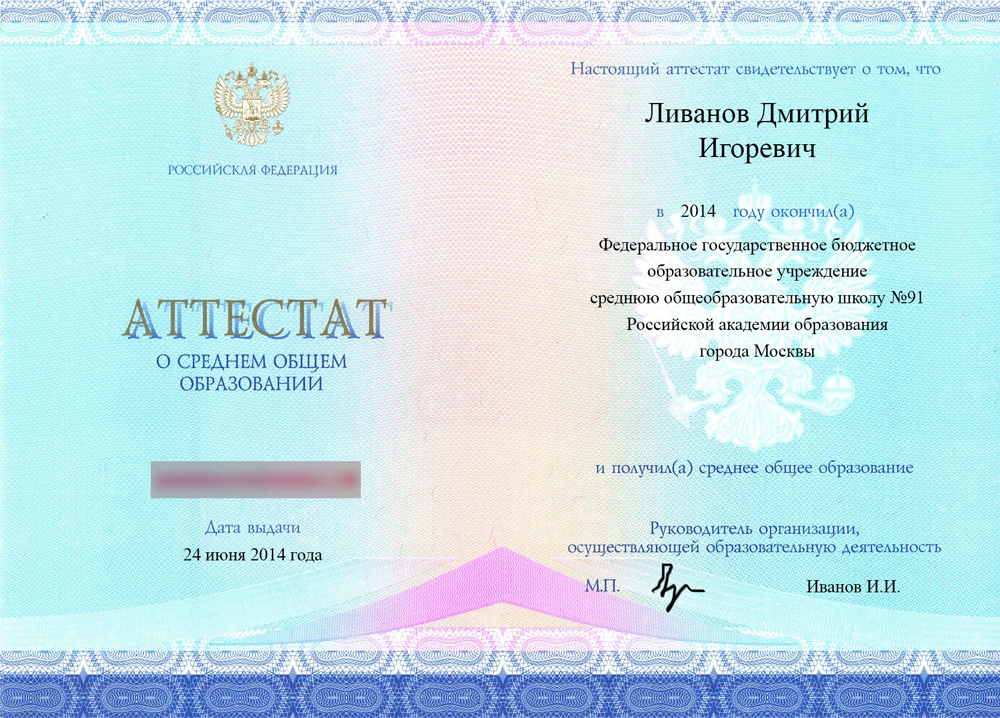 РОССИЙСКАЯ ФЕДЕРАЦИЯ
АТТЕСТАТ
О СРЕДНЕМ ОБЩЕМ
ОБРАЗОВАНИИ
Дата выдачи
24 июня 2014 года
Настоящий аттестат свидетельствует о том, что
Ливанов Дмитрий
Игоревич
в 2014 году окончил(а)
Федеральное государственное бюджетное
образовательное учреждение
среднюю общеобразовательную школу №91
Российской академии образования
города Москвы
и получил(а) среднее общее образование
Руководитель организации,
осуществляющей образовательную деятельность
М.П. Иванов И.И.